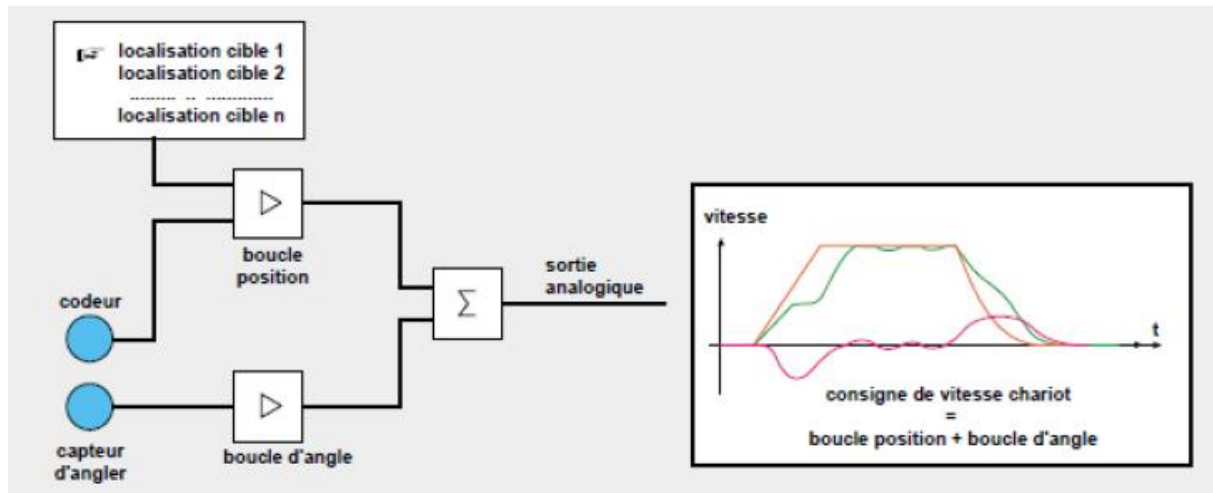 ☞ localisation cible 1
localisation cible 2
........ .. ............
localisation cible n
boucle
position
codeur
capteur
d'angler
boucle d'angle
Σ
sortie
analogique
vitesse
t
consigne de vitesse chariot
=
boucle position + boucle d'angle